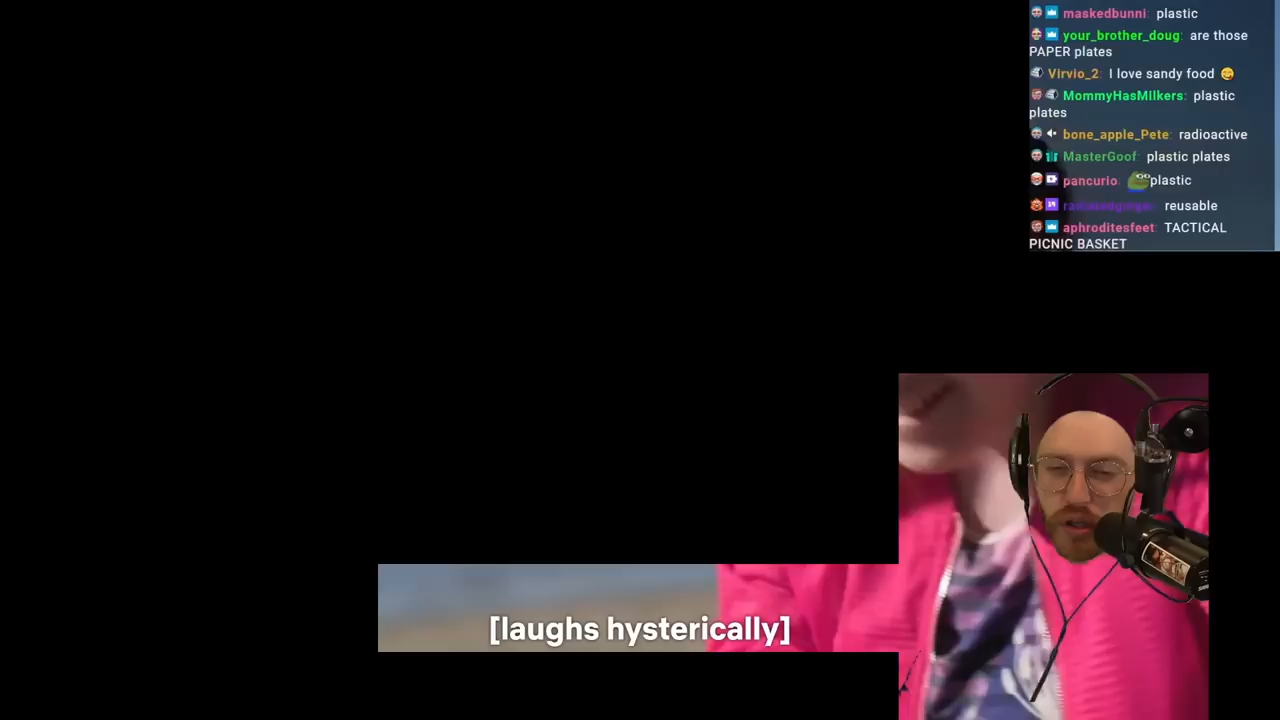 maskedbunni: plastic
your_brother_doug: are those
PAPER plates
Virvio_2: I love sandy food
MommyHasMIlkers: plastic
plates
bone_apple_Pete: radioactive
MasterGoof: plastic plates
pancurio: plastic
reusable
aphroditesfeet: TACTICAL
PICNIC BASKET
[laughs hysterically]